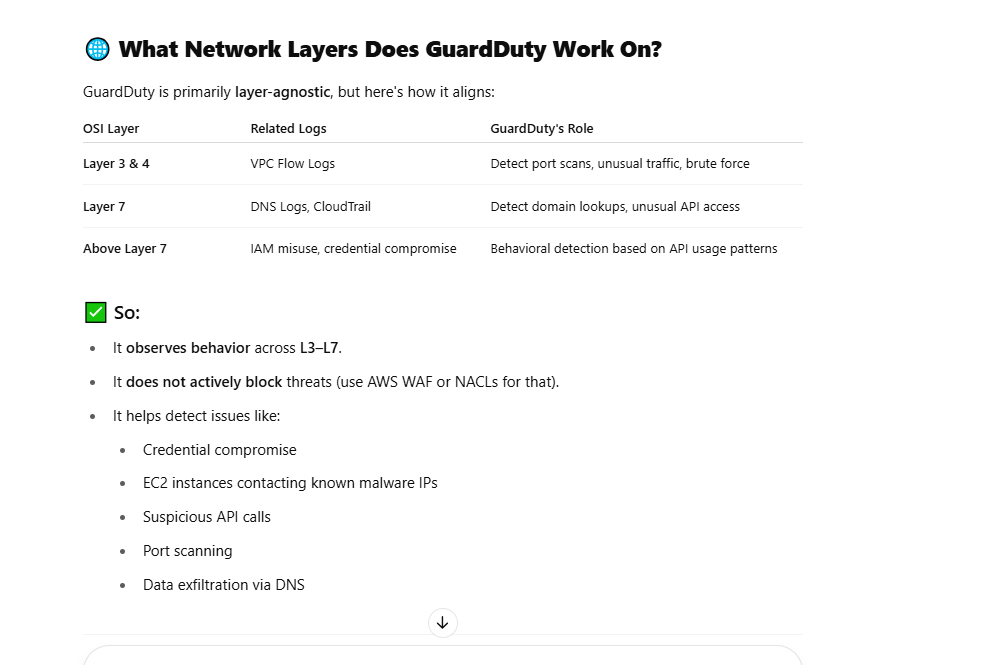 What Network Layers Does GuardDuty Work On?
GuardDuty is primarily layer-agnostic, but here's how it aligns:
OSI Layer Related Logs GuardDuty's Role
Layer 3 & 4 VPC Flow Logs Detect port scans, unusual traffic, brute force
Layer 7 DNS Logs, CloudTrail Detect domain lookups, unusual API access
Above Layer 7 IAM misuse, credential compromise Behavioral detection based on API usage patterns
So:
It observes behavior across L3–L7.
It does not actively block threats (use AWS WAF or NACLs for that).
It helps detect issues like:
Credential compromise
EC2 instances contacting known malware IPs
Suspicious API calls
Port scanning
Data exfiltration via DNS